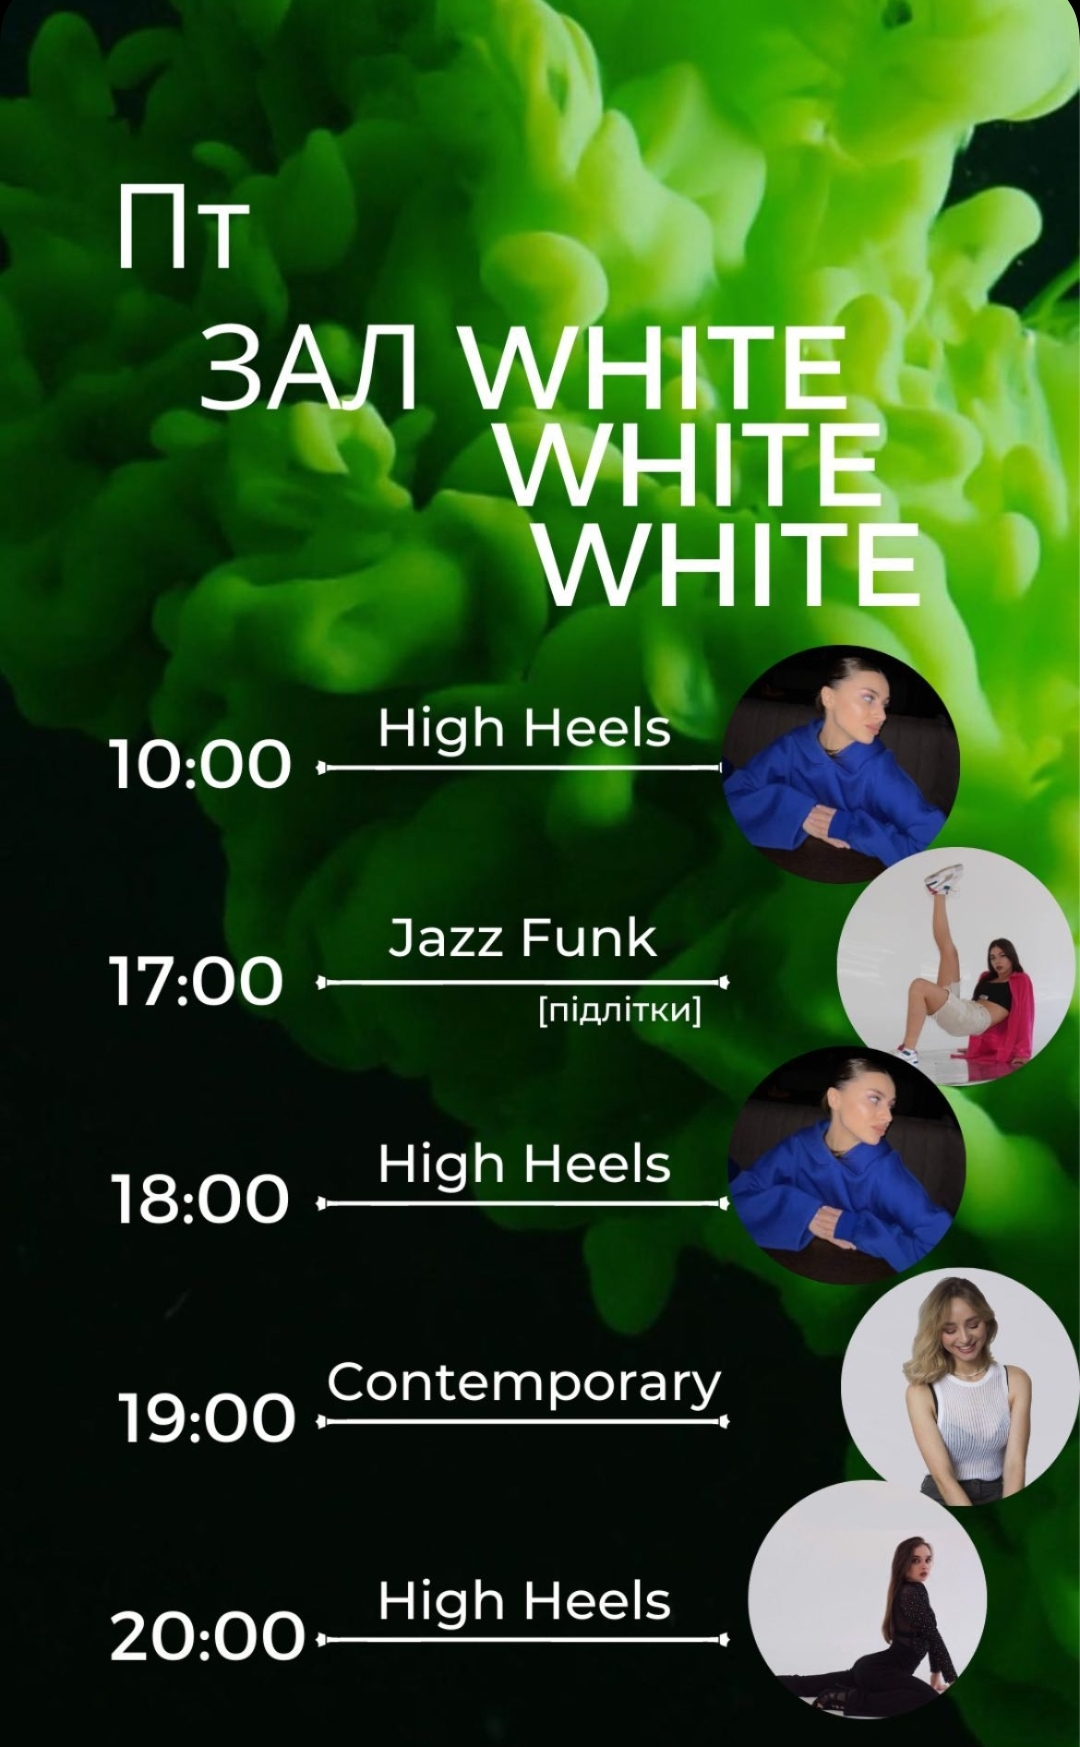 Пт
ЗАЛ WHITE
WHITE
WHITE
High Heels
10:00
Jazz Funk
17:00
[підлітки]
High Heels
18:00
Contemporary
19:00
High Heels
20:00